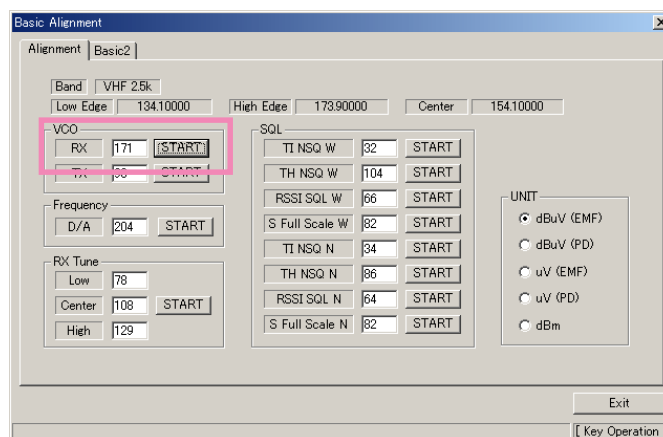 Basic Alignment
Alignment Basic2
Band VHF 2.5k
Low Edge 134.10000 High Edge 173.90000 Center 154.10000
VCO
RX 171 START
TX START
Frequency
D/A 204 START
RX Tune
Low 78
Center 108 START
High 129
SQL
TI NSQ W 32 START
TH NSQ W 104 START
RSSI SQL W 66 START
S Full Scale W 82 START
TI NSQ N 34 START
TH NSQ N 86 START
RSSI SQL N 64 START
S Full Scale N 82 START
UNIT
dBuV (EMF)
dBuV (PD)
uV (EMF)
uV (PD)
dBm
Exit
[ Key Operation